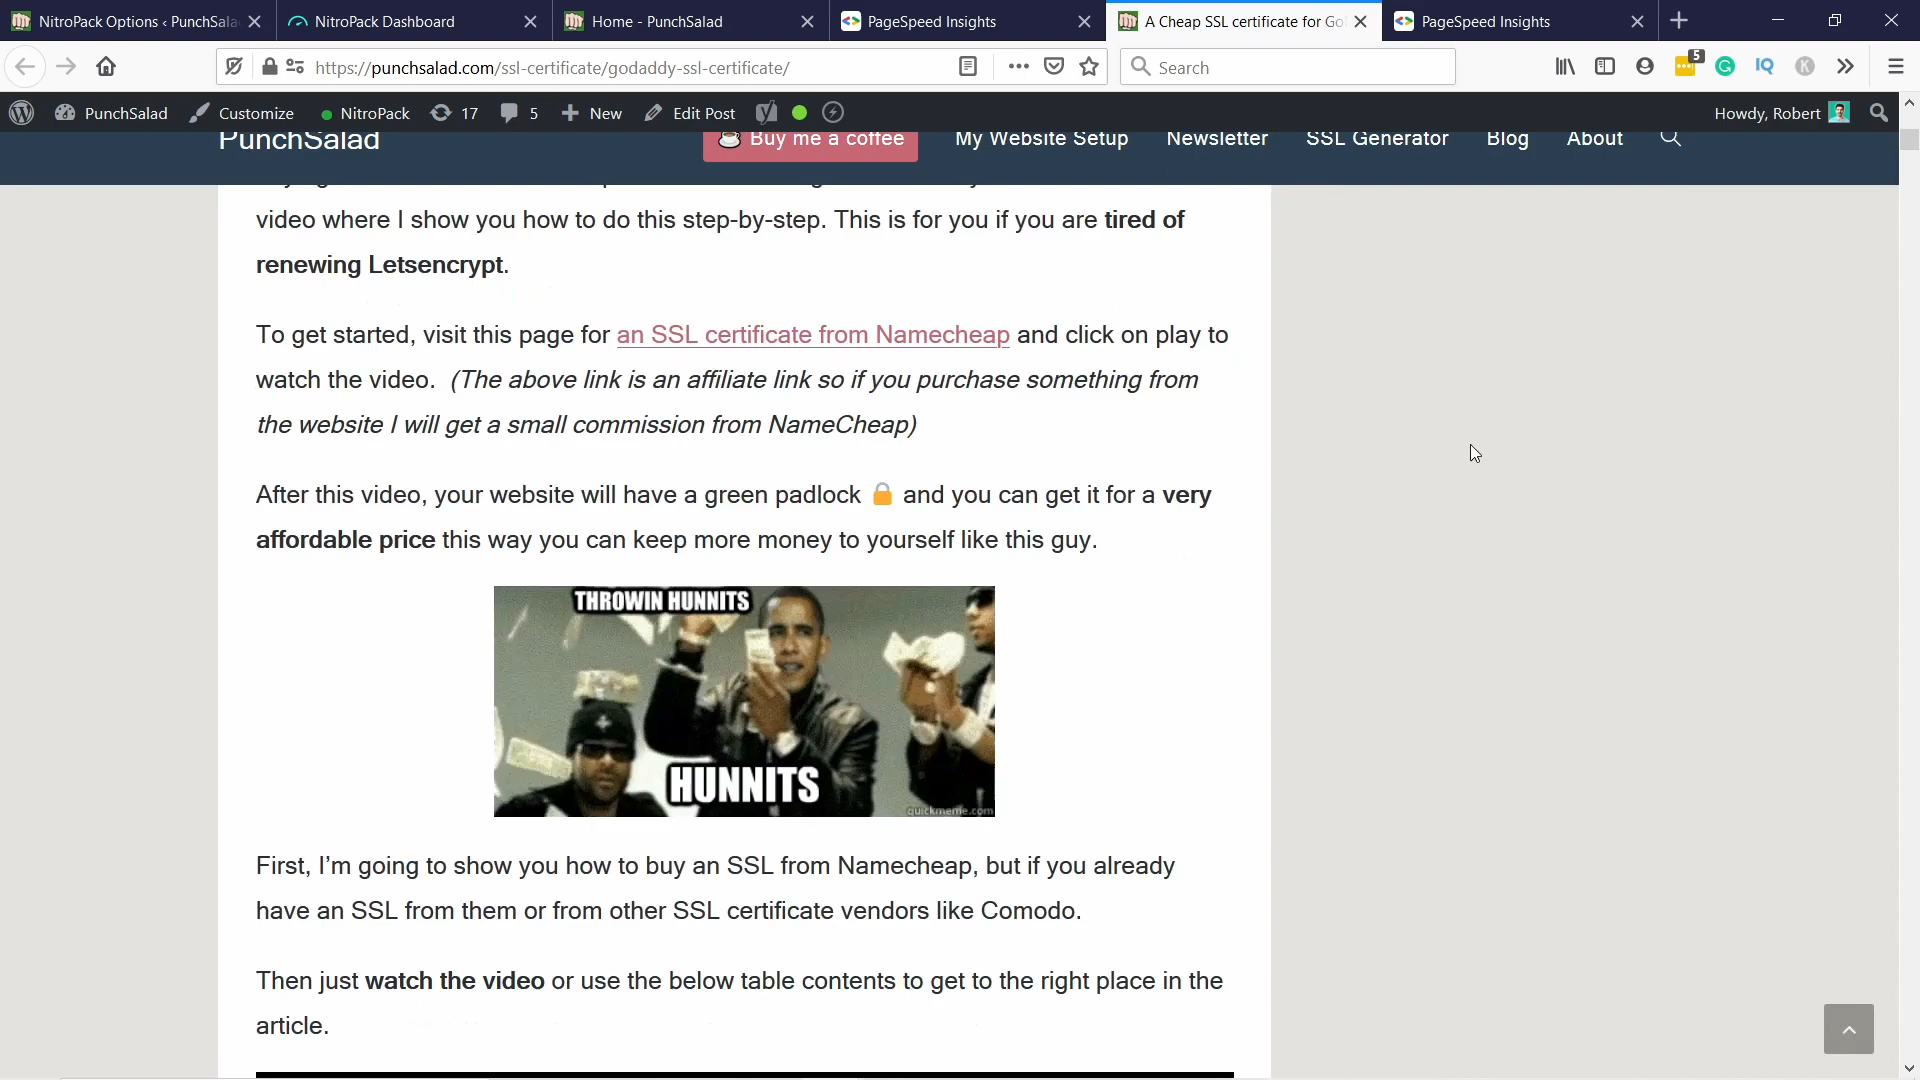 NitroPack Options ‹ PunchSala
NitroPack Dashboard
Home - PunchSalad
PageSpeed Insights
A Cheap SSL certificate for Go
PageSpeed Insights
https://punchsalad.com/ssl-certificate/godaddy-ssl-certificate/
Search
5
IQ
K
PunchSalad
Customize
NitroPack
17
5
New
Edit Post
Howdy, Robert
PunchSalad
Buy me a coffee
My Website Setup
Newsletter
SSL Generator
Blog
About
video where I show you how to do this step-by-step. This is for you if you are tired of
renewing Letsencrypt.
To get started, visit this page for an SSL certificate from Namecheap and click on play to
watch the video. (The above link is an affiliate link so if you purchase something from
the website I will get a small commission from NameCheap)
After this video, your website will have a green padlock 🔒 and you can get it for a very
affordable price this way you can keep more money to yourself like this guy.
THROWIN HUNNITS
HUNNITS
quickmeme.com
First, I’m going to show you how to buy an SSL from Namecheap, but if you already
have an SSL from them or from other SSL certificate vendors like Comodo.
Then just watch the video or use the below table contents to get to the right place in the
article.